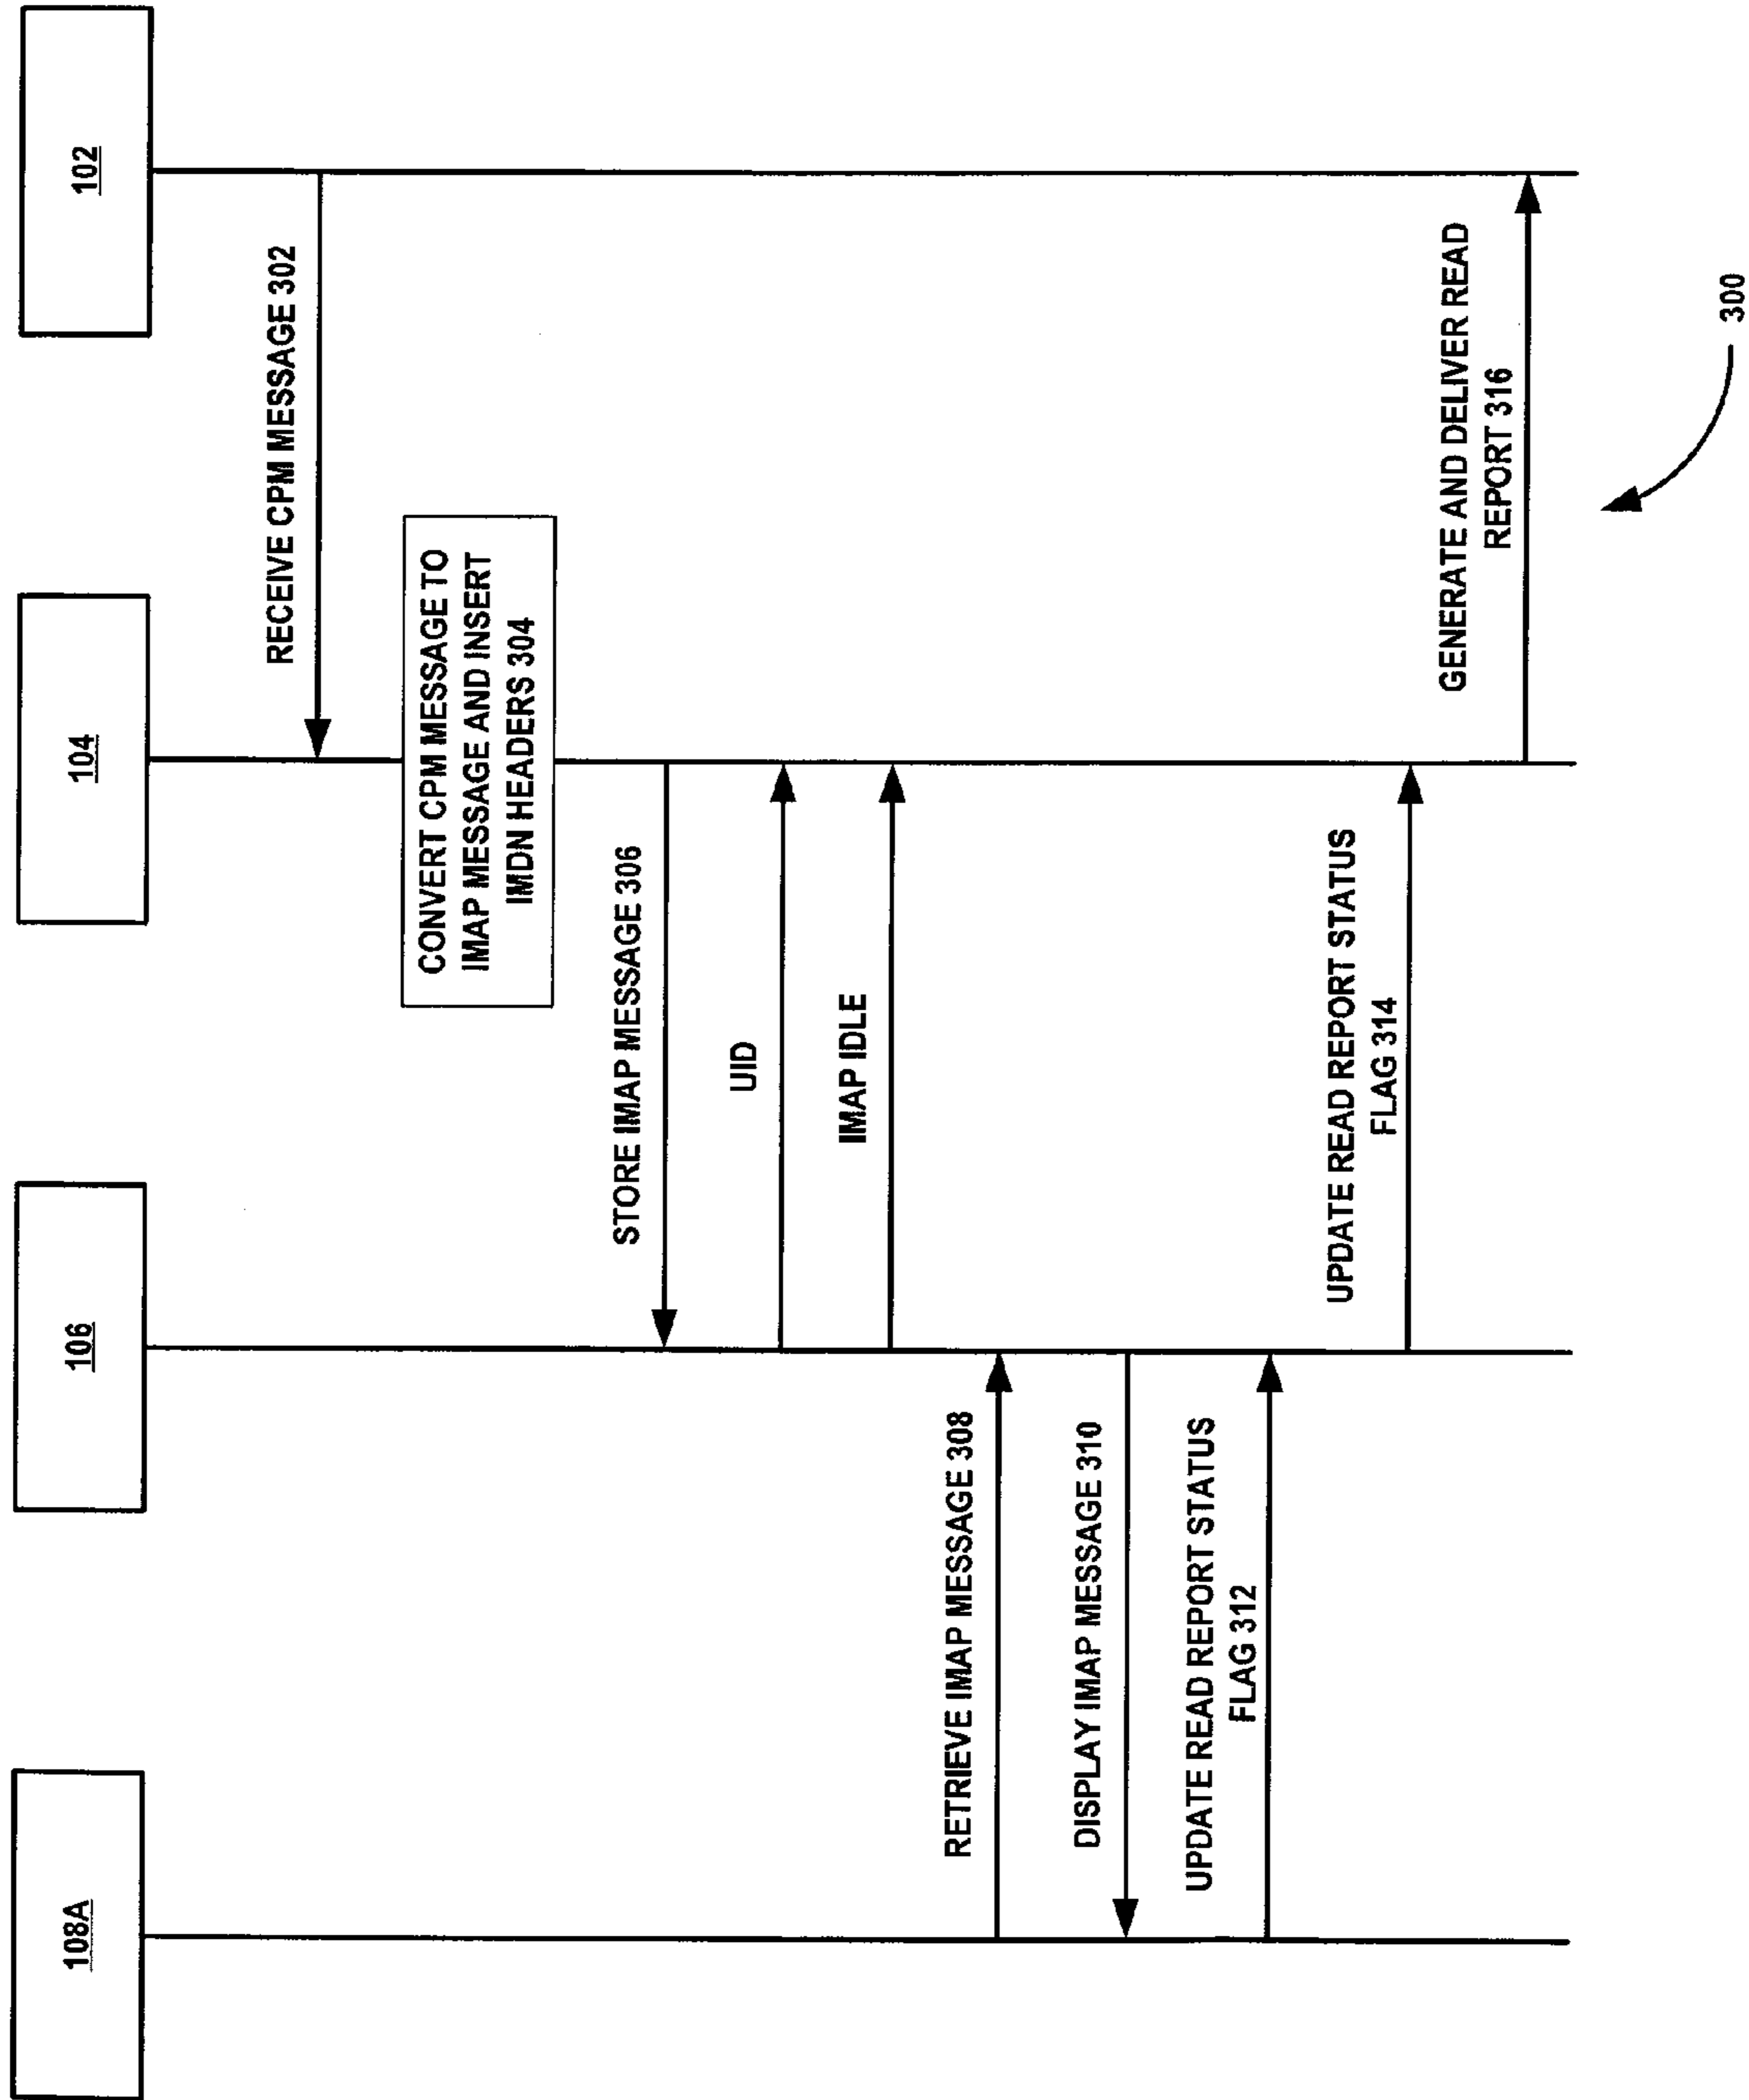 108A
106
104
102
RECEIVE CPM MESSAGE 302
CONVERT CPM MESSAGE TO
IMAP MESSAGE AND INSERT
IMDN HEADERS 304
STORE IMAP MESSAGE 306
UID
IMAP IDLE
RETRIEVE IMAP MESSAGE 308
DISPLAY IMAP MESSAGE 310
UPDATE READ REPORT STATUS
FLAG 312
UPDATE READ REPORT STATUS
FLAG 314
GENERATE AND DELIVER READ
REPORT 316
300